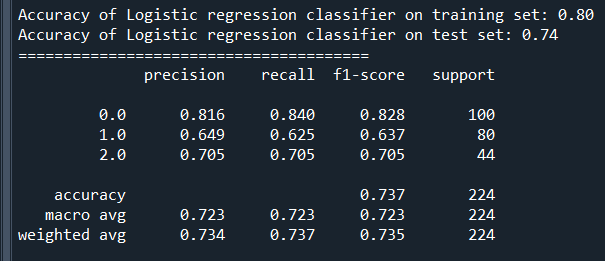 Accuracy of Logistic regression classifier on training set: 0.80
Accuracy of Logistic regression classifier on test set: 0.74
=======================================
precision recall f1-score support
0.0 0.816 0.840 0.828 100
1.0 0.649 0.625 0.637 80
2.0 0.705 0.705 0.705 44
accuracy 0.737 224
macro avg 0.723 0.723 0.723 224
weighted avg 0.734 0.737 0.735 224